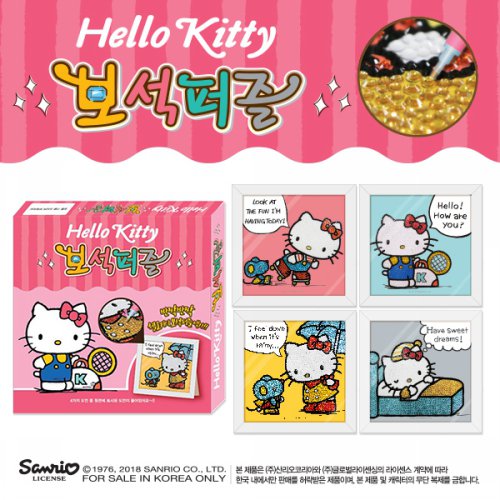 Hello Kitty
보석퍼즐
Hello Kitty
보석퍼즐
LOOK AT
THE FUN I'M
HAVING TODAY!
Hello!
How are
you?
K
I feel down
when it's
rainy...
Have sweet
dreams!
K
Sanrio
LICENSE
©1976, 2018 SANRIO CO., LTD.
FOR SALE IN KOREA ONLY
본 제품은 (주)산리오코리아와 (주)글로벌라이센싱의 라이센스 계약에 따라
한국 내에서만 판매를 허락받은 제품이며, 본 제품 및 캐릭터의 무단 복제를 금합니다.